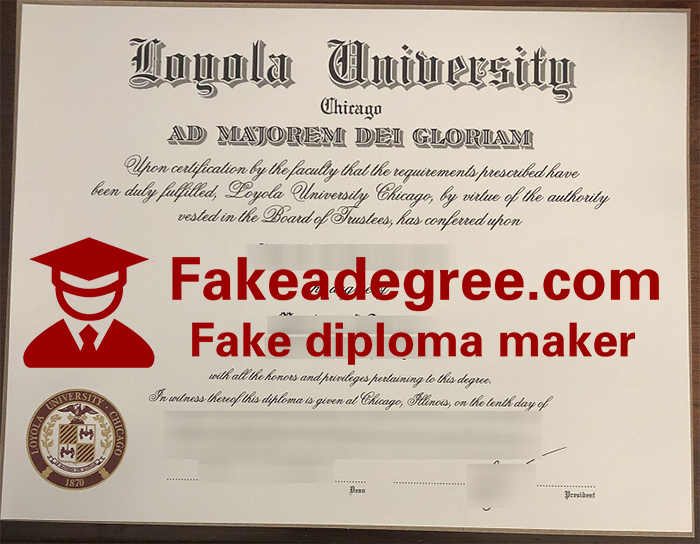 Loyola University
Chicago
AD MAJOREM DEI GLORIAM
Upon certification by the faculty that the requirements prescribed have
been duly fulfilled, Loyola University Chicago, by virtue of the authority
vested in the Board of Trustees, has conferred upon
Fakeadegree.com
Fake diploma maker
with all the honors and privileges pertaining to this degree.
In witness thereof this diploma is given at Chicago, Illinois, on the tenth day of
LOYOLA UNIVERSITY CHICAGO
1870
Dean
President